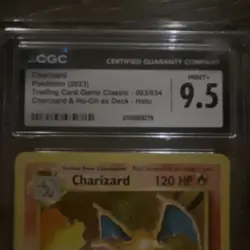 CGC
CERTIFIED GUARANTY COMPANY
Charizard
Pokémon (2023)
Trading Card Game Classic - 003/034
Charizard & Ho-Oh ex Deck - Holo
MINT+
9.5
Charizard 120 HP